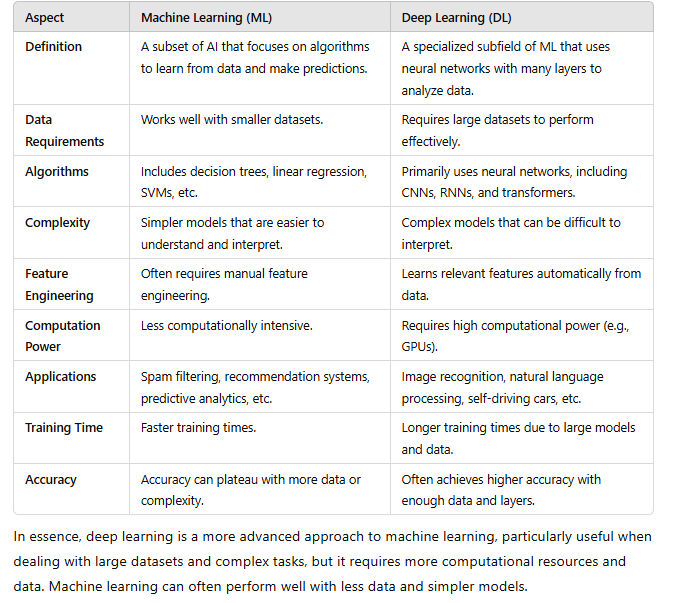 Aspect Machine Learning (ML) Deep Learning (DL)
Definition A subset of AI that focuses on algorithms A specialized subfield of ML that uses
to learn from data and make predictions. neural networks with many layers to
analyze data.
Data Works well with smaller datasets. Requires large datasets to perform
Requirements effectively.
Algorithms Includes decision trees, linear regression, Primarily uses neural networks, including
SVMs, etc. CNNs, RNNs, and transformers.
Complexity Simpler models that are easier to Complex models that can be difficult to
understand and interpret. interpret.
Feature Often requires manual feature Learns relevant features automatically from
Engineering engineering. data.
Computation Less computationally intensive. Requires high computational power (e.g.,
Power GPUs).
Applications Spam filtering, recommendation systems, Image recognition, natural language
predictive analytics, etc. processing, self-driving cars, etc.
Training Time Faster training times. Longer training times due to large models
and data.
Accuracy Accuracy can plateau with more data or Often achieves higher accuracy with
complexity. enough data and layers.
In essence, deep learning is a more advanced approach to machine learning, particularly useful when
dealing with large datasets and complex tasks, but it requires more computational resources and
data. Machine learning can often perform well with less data and simpler models.